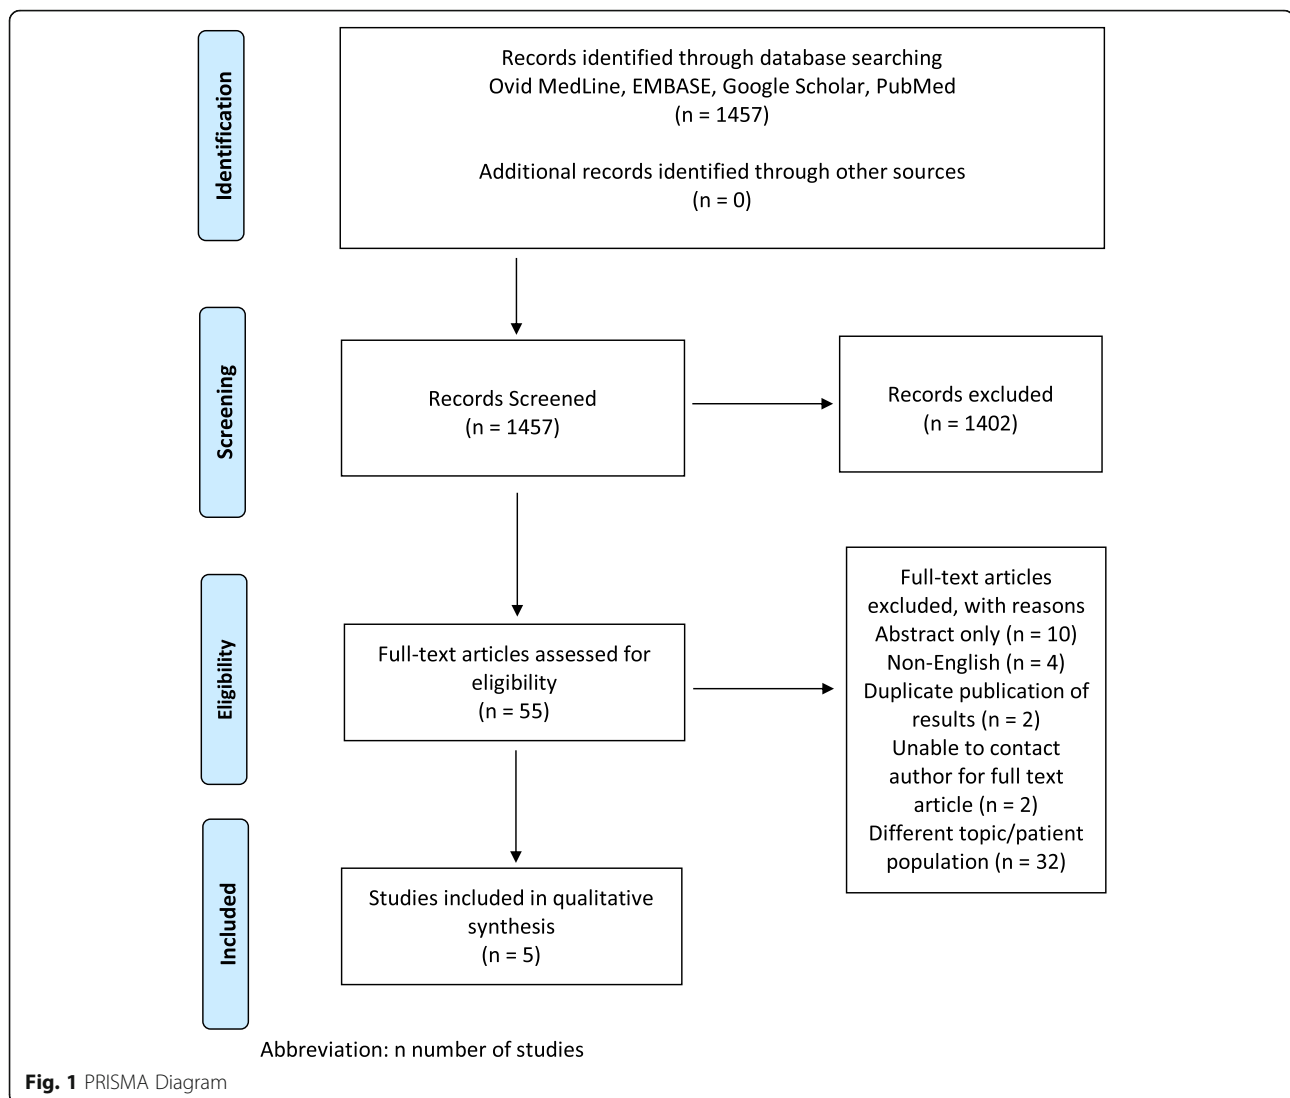 Identification
Records identified through database searching
Ovid MedLine, EMBASE, Google Scholar, PubMed
(n = 1457)
Additional records identified through other sources
(n = 0)
Screening
Records Screened
(n = 1457)
Records excluded
(n = 1402)
Eligibility
Full-text articles assessed for
eligibility
(n = 55)
Full-text articles
excluded, with reasons
Abstract only (n = 10)
Non-English (n = 4)
Duplicate publication of
results (n = 2)
Unable to contact
author for full text
article (n = 2)
Different topic/patient
population (n = 32)
Included
Studies included in qualitative
synthesis
(n = 5)
Abbreviation: n number of studies
Fig. 1 PRISMA Diagram